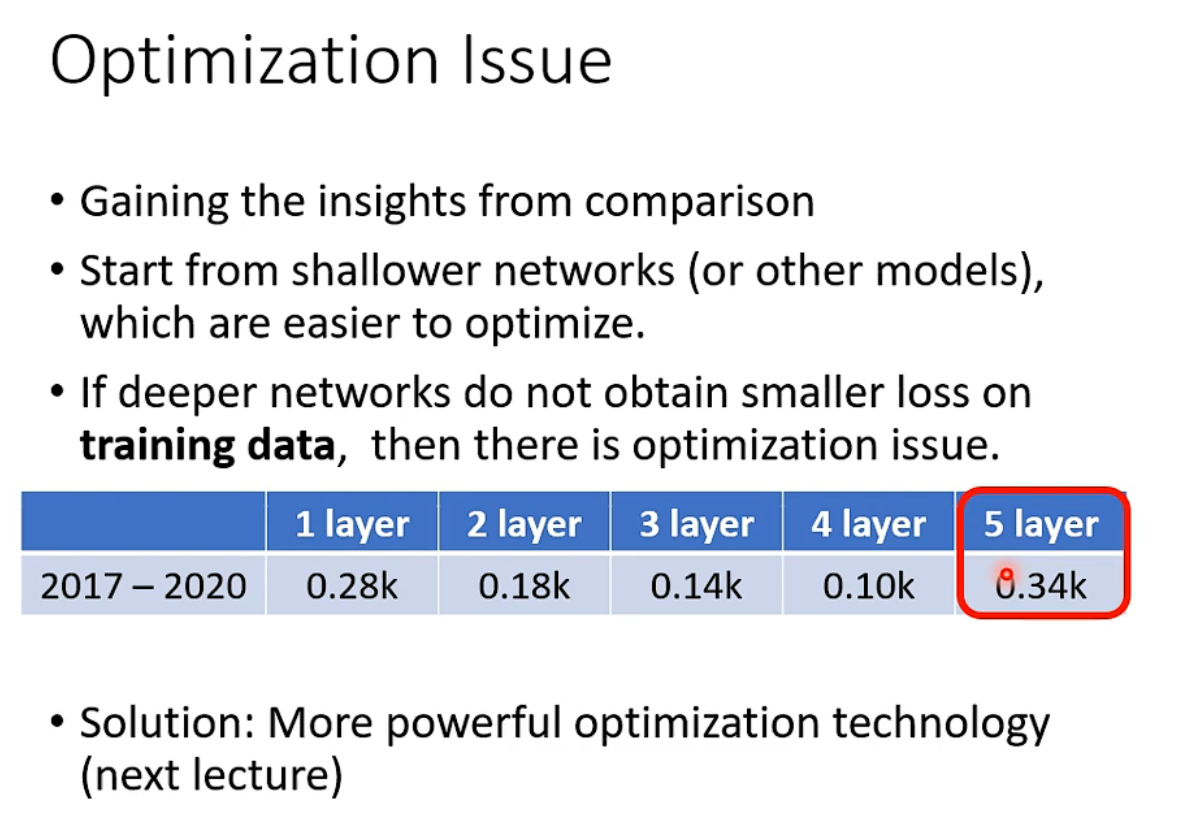 Optimization Issue
• Gaining the insights from comparison
• Start from shallower networks (or other models),
which are easier to optimize.
• If deeper networks do not obtain smaller loss on
training data, then there is optimization issue.
1 layer 2 layer 3 layer 4 layer 5 layer
2017 – 2020 0.28k 0.18k 0.14k 0.10k 0.34k
• Solution: More powerful optimization technology
(next lecture)